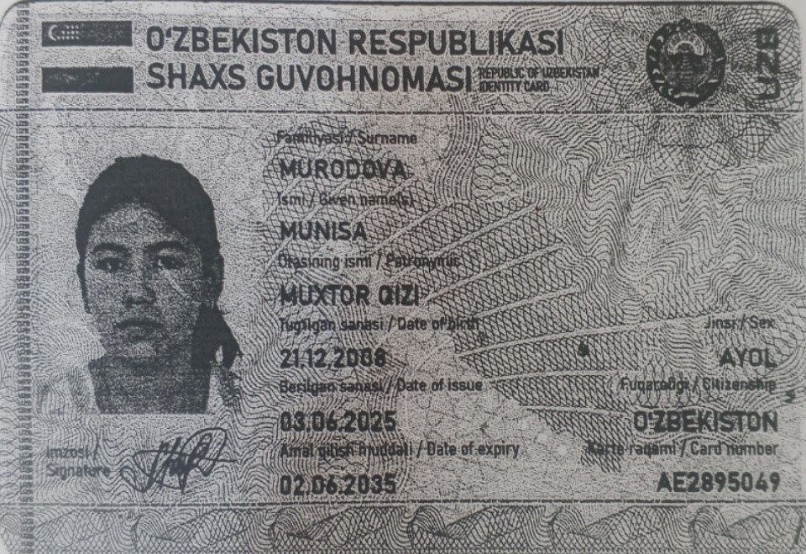 O'ZBEKISTON RESPUBLIKASI
SHAXS GUVOHNOMASI REPUBLIC OF UZBEKISTAN
IDENTITY CARD
UZB
Familiyasi / Surname
MURODOVA
Ismi / Given name(s)
MUNISA
Otasining ismi / Patronymic
MUXTOR QIZI
Tug'ilgan sanasi / Date of birth
Jinsi / Sex
21.12.2008
AYOL
Berilgan sanasi / Date of issue
Fuqaroligi / Citizenship
03.06.2025
O'ZBEKISTON
Amal qilish muddati / Date of expiry
Karta raqami / Card number
02.06.2035
AE2895049
Imzosi /
Signature